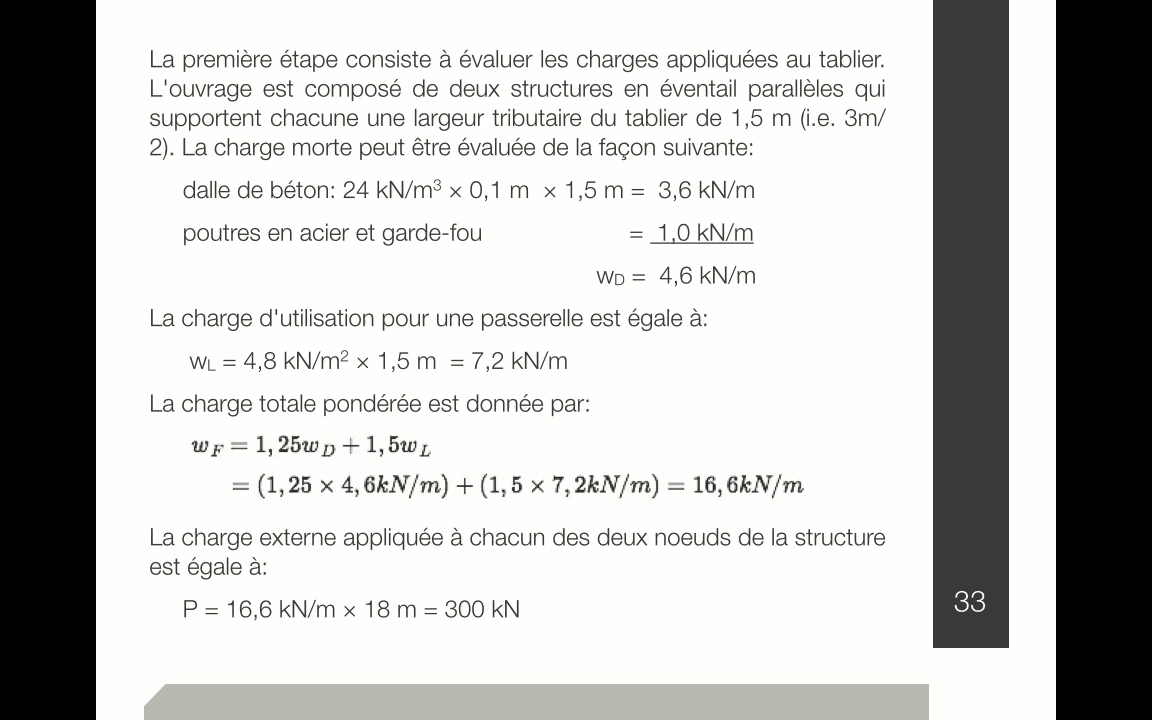 La première étape consiste à évaluer les charges appliquées au tablier.
L'ouvrage est composé de deux structures en éventail parallèles qui
supportent chacune une largeur tributaire du tablier de 1,5 m (i.e. 3m/
2). La charge morte peut être évaluée de la façon suivante:
dalle de béton: 24 kN/m³ × 0,1 m × 1,5 m = 3,6 kN/m
poutres en acier et garde-fou = 1,0 kN/m
wD = 4,6 kN/m
La charge d'utilisation pour une passerelle est égale à:
wL = 4,8 kN/m² × 1,5 m = 7,2 kN/m
La charge totale pondérée est donnée par:
wF = 1,25wD + 1,5wL
= (1,25 × 4,6kN/m) + (1,5 × 7,2kN/m) = 16,6kN/m
La charge externe appliquée à chacun des deux noeuds de la structure
est égale à:
P = 16,6 kN/m × 18 m = 300 kN
33